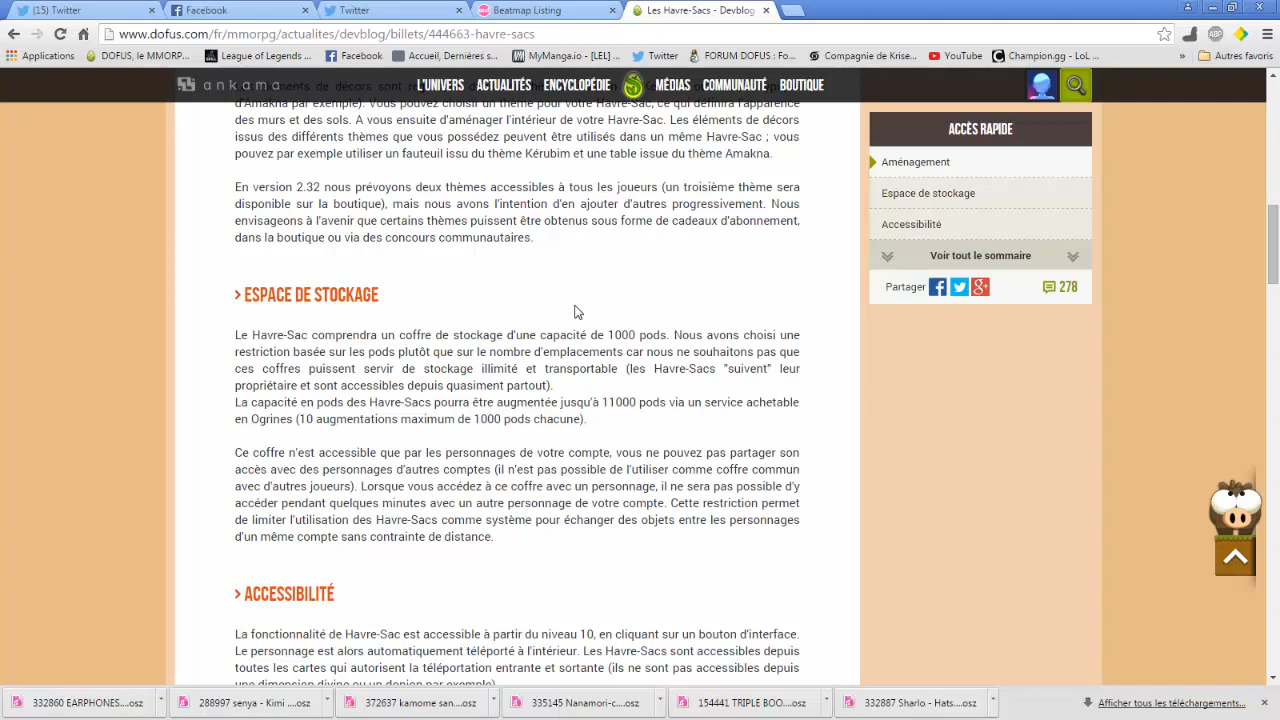 (15) Twitter
Facebook
Twitter
Beatmap Listing
Les Havre-Sacs - Devblog
www.dofus.com/fr/mmorpg/actualites/devblog/billets/444663-havre-sacs
Applications
DOFUS, le MMORP...
League of Legends...
Facebook
Accueil, Dernières s...
MyManga.io - [LEL] ...
Twitter
FORUM DOFUS : Fo...
Compagnie de Krise...
YouTube
Champion.gg - LoL ...
»
Autres favoris
ankama
L'UNIVERS
ACTUALITÉS
ENCYCLOPÉDIE
MÉDIAS
COMMUNAUTÉ
BOUTIQUE
d'Amakna par exemple). Vous pouvez choisir un thème pour votre Havre-Sac, ce qui définira l'apparence
des murs et des sols. A vous ensuite d'aménager l'intérieur de votre Havre-Sac. Les éléments de décors
issus des différents thèmes que vous possédez peuvent être utilisés dans un même Havre-Sac ; vous
pouvez par exemple utiliser un fauteuil issu du thème Kérubim et une table issue du thème Amakna.
En version 2.32 nous prévoyons deux thèmes accessibles à tous les joueurs (un troisième thème sera
disponible sur la boutique), mais nous avons l'intention d'en ajouter d'autres progressivement. Nous
envisageons à l'avenir que certains thèmes puissent être obtenus sous forme de cadeaux d'abonnement,
dans la boutique ou via des concours communautaires.
> ESPACE DE STOCKAGE
Le Havre-Sac comprendra un coffre de stockage d'une capacité de 1000 pods. Nous avons choisi une
restriction basée sur les pods plutôt que sur le nombre d'emplacements car nous ne souhaitons pas que
ces coffres puissent servir de stockage illimité et transportable (les Havre-Sacs "suivent" leur
propriétaire et sont accessibles depuis quasiment partout).
La capacité en pods des Havre-Sacs pourra être augmentée jusqu'à 11000 pods via un service achetable
en Ogrines (10 augmentations maximum de 1000 pods chacune).
Ce coffre n'est accessible que par les personnages de votre compte, vous ne pouvez pas partager son
accès avec des personnages d'autres comptes (il n'est pas possible de l'utiliser comme coffre commun
avec d'autres joueurs). Lorsque vous accédez à ce coffre avec un personnage, il ne sera pas possible d'y
accéder pendant quelques minutes avec un autre personnage de votre compte. Cette restriction permet
de limiter l'utilisation des Havre-Sacs comme système pour échanger des objets entre les personnages
d'un même compte sans contrainte de distance.
> ACCESSIBILITÉ
La fonctionnalité de Havre-Sac est accessible à partir du niveau 10, en cliquant sur un bouton d'interface.
Le personnage est alors automatiquement téléporté à l'intérieur. Les Havre-Sacs sont accessibles depuis
toutes les cartes qui autorisent la téléportation entrante et sortante (ils ne sont pas accessibles depuis
une dimension divine ou un donjon par exemple)
ACCÈS RAPIDE
Aménagement
Espace de stockage
Accessibilité
Voir tout le sommaire
Partager
278
332860 EARPHONES....osz
289997 senya - Kimi ....osz
372637 kamome san....osz
335145 Nanamori-c....osz
154441 TRIPLE BOO....osz
332887 Sharlo - Hats....osz
Afficher tous les téléchargements...